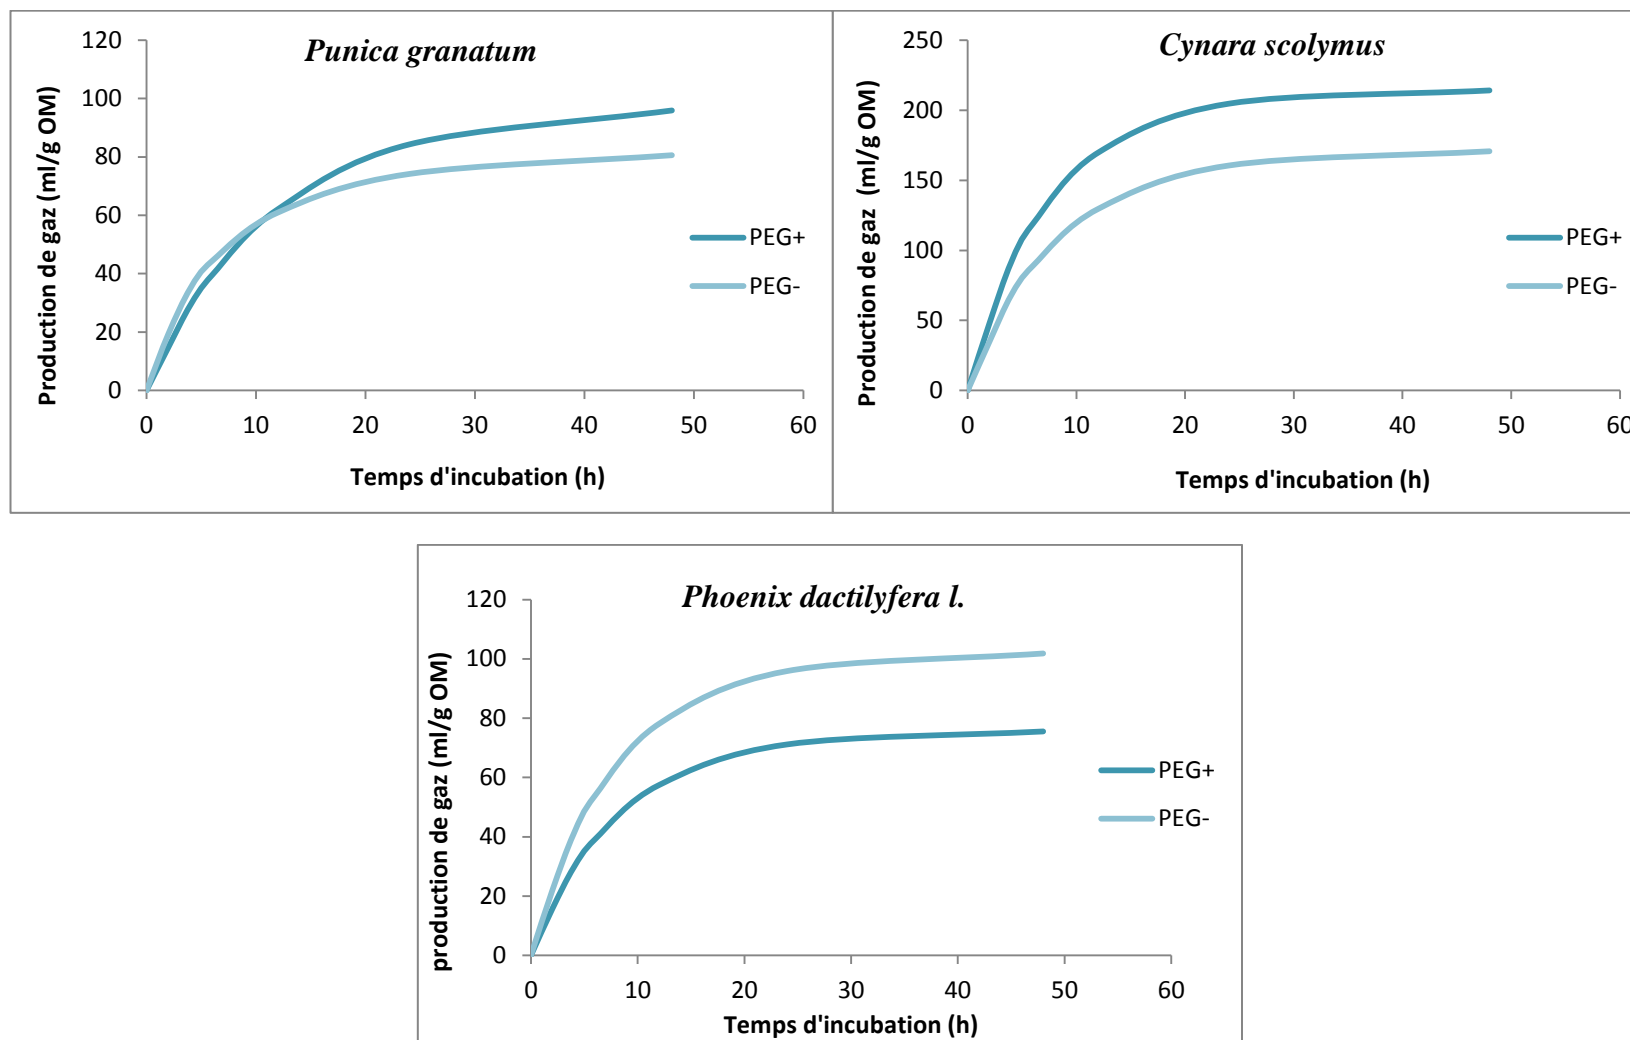 Punica granatum
Production de gaz (ml/g OM)
120
100
80
60
40
20
0
0 10 20 30 40 50 60
Temps d'incubation (h)
PEG+
PEG-
Cynara scolymus
Production de gaz (ml/g OM)
250
200
150
100
50
0
0 10 20 30 40 50 60
Temps d'incubation (h)
PEG+
PEG-
Phoenix dactilyfera l.
production de gaz (ml/g OM)
120
100
80
60
40
20
0
0 10 20 30 40 50 60
Temps d'incubation (h)
PEG+
PEG-